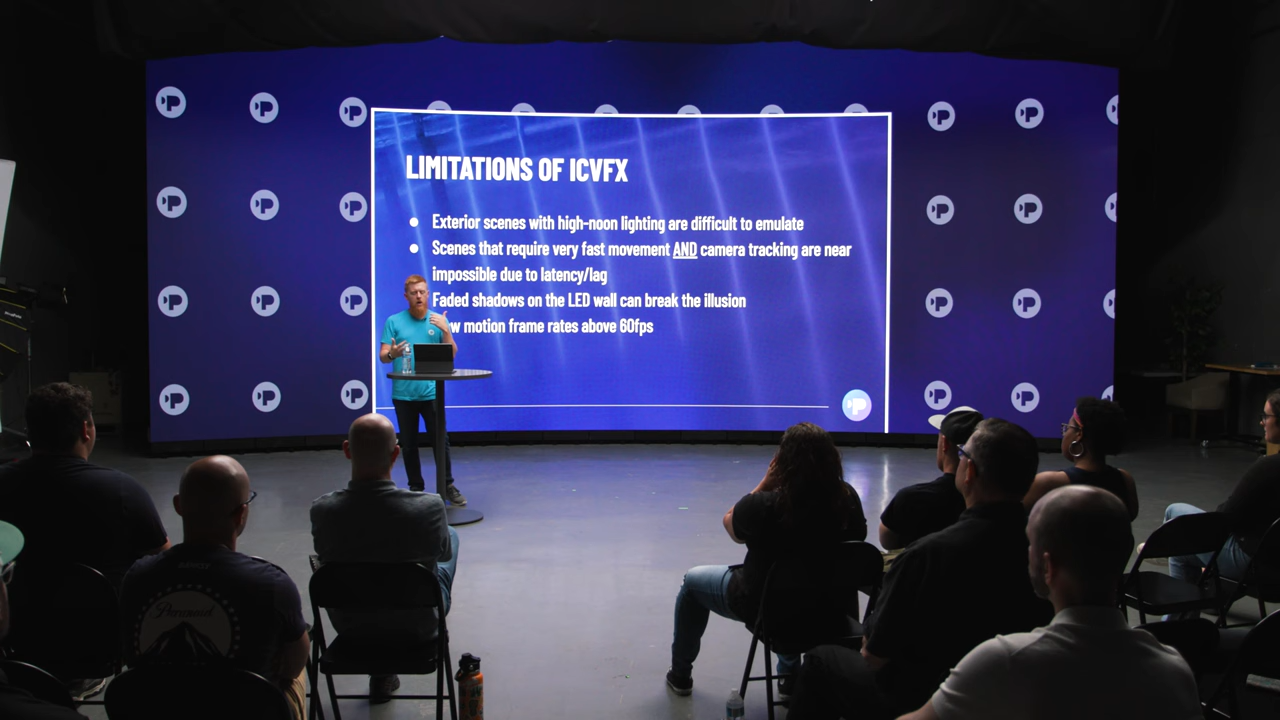 LIMITATIONS OF ICVFX
Exterior scenes with high-noon lighting are difficult to emulate
Scenes that require very fast movement AND camera tracking are near
impossible due to latency/lag
Faded shadows on the LED wall can break the illusion
motion frame rates above 60fps
Paramount